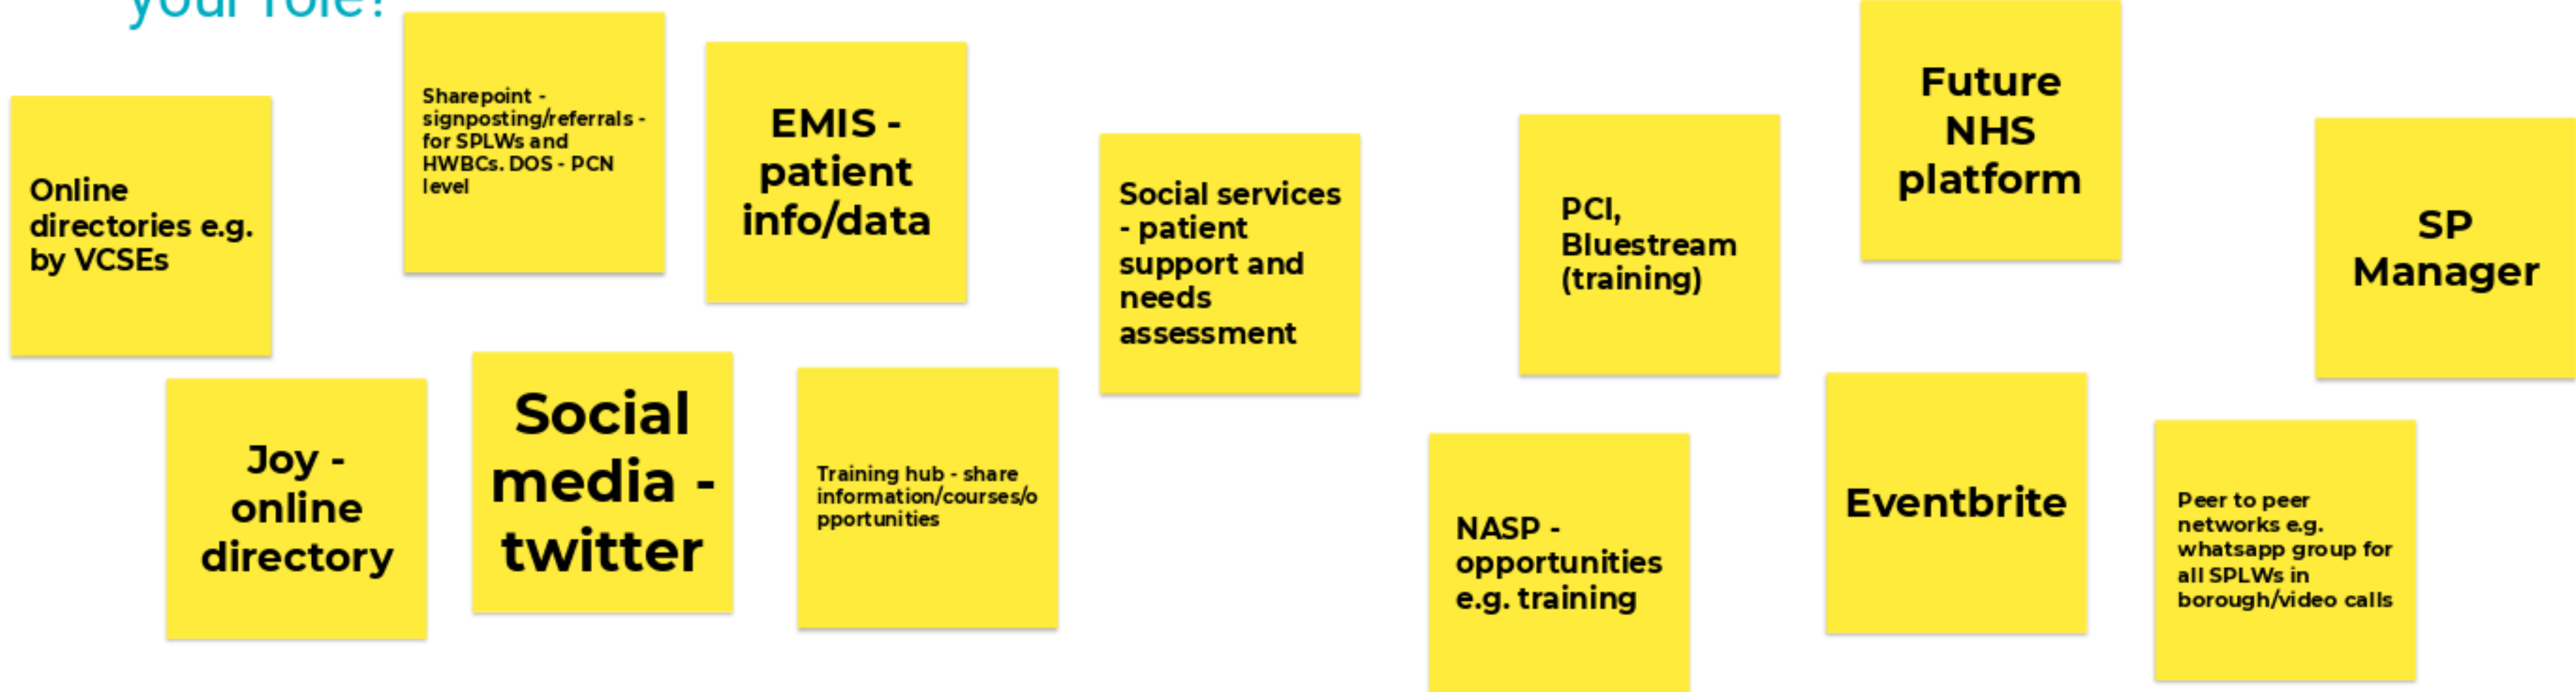 your role?
Sharepoint -
signposting/referrals -
for SPLWs and
HWBCs. DOS - PCN
level
EMIS -
patient
info/data
Future
NHS
platform
Online
directories e.g.
by VCSEs
Social services
- patient
support and
needs
assessment
PCI,
Bluestream
(training)
SP
Manager
Joy -
online
directory
Social
media -
twitter
Training hub - share
information/courses/o
pportunities
NASP -
opportunities
e.g. training
Eventbrite
Peer to peer
networks e.g.
whatsapp group for
all SPLWs in
borough/video calls